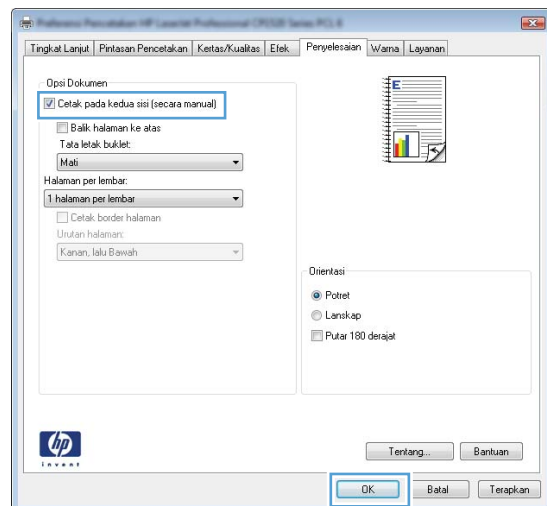 Tingkat Lanjut Pintasan Pencetakan Kertas/Kualitas Efek Penyelesaian Warna Layanan
Opsi Dokumen
Cetak pada kedua sisi (secara manual)
Balik halaman ke atas
Tata letak buklet:
Mati
Halaman per lembar:
1 halaman per lembar
Cetak border halaman
Urutan halaman:
Kanan, lalu Bawah
E
Orientasi
Potret
Lanskap
Putar 180 derajat
hp
invent
Tentang... Bantuan
OK Batal Terapkan